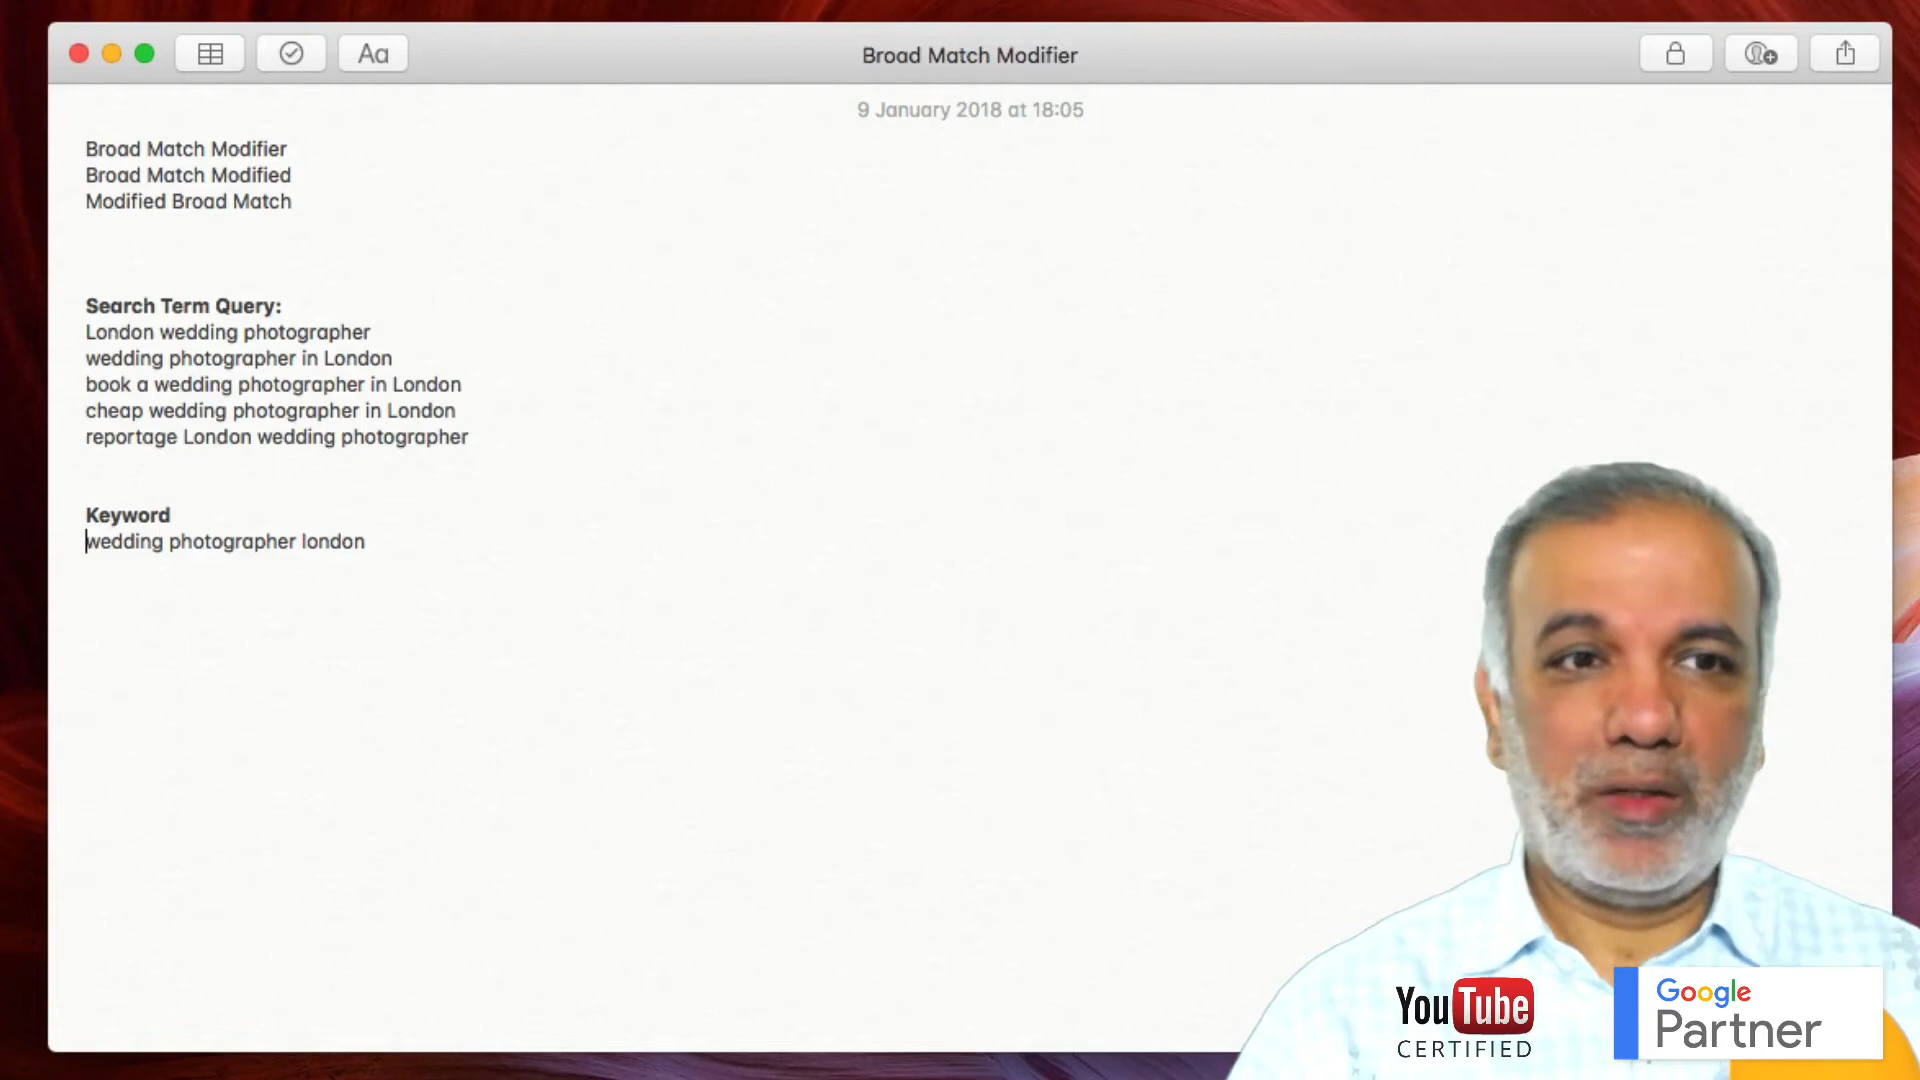 Aa
Broad Match Modifier
9 January 2018 at 18:05
Broad Match Modifier
Broad Match Modified
Modified Broad Match
Search Term Query:
London wedding photographer
wedding photographer in London
book a wedding photographer in London
cheap wedding photographer in London
reportage London wedding photographer
Keyword
wedding photographer london
YouTube
CERTIFIED
Google
Partner